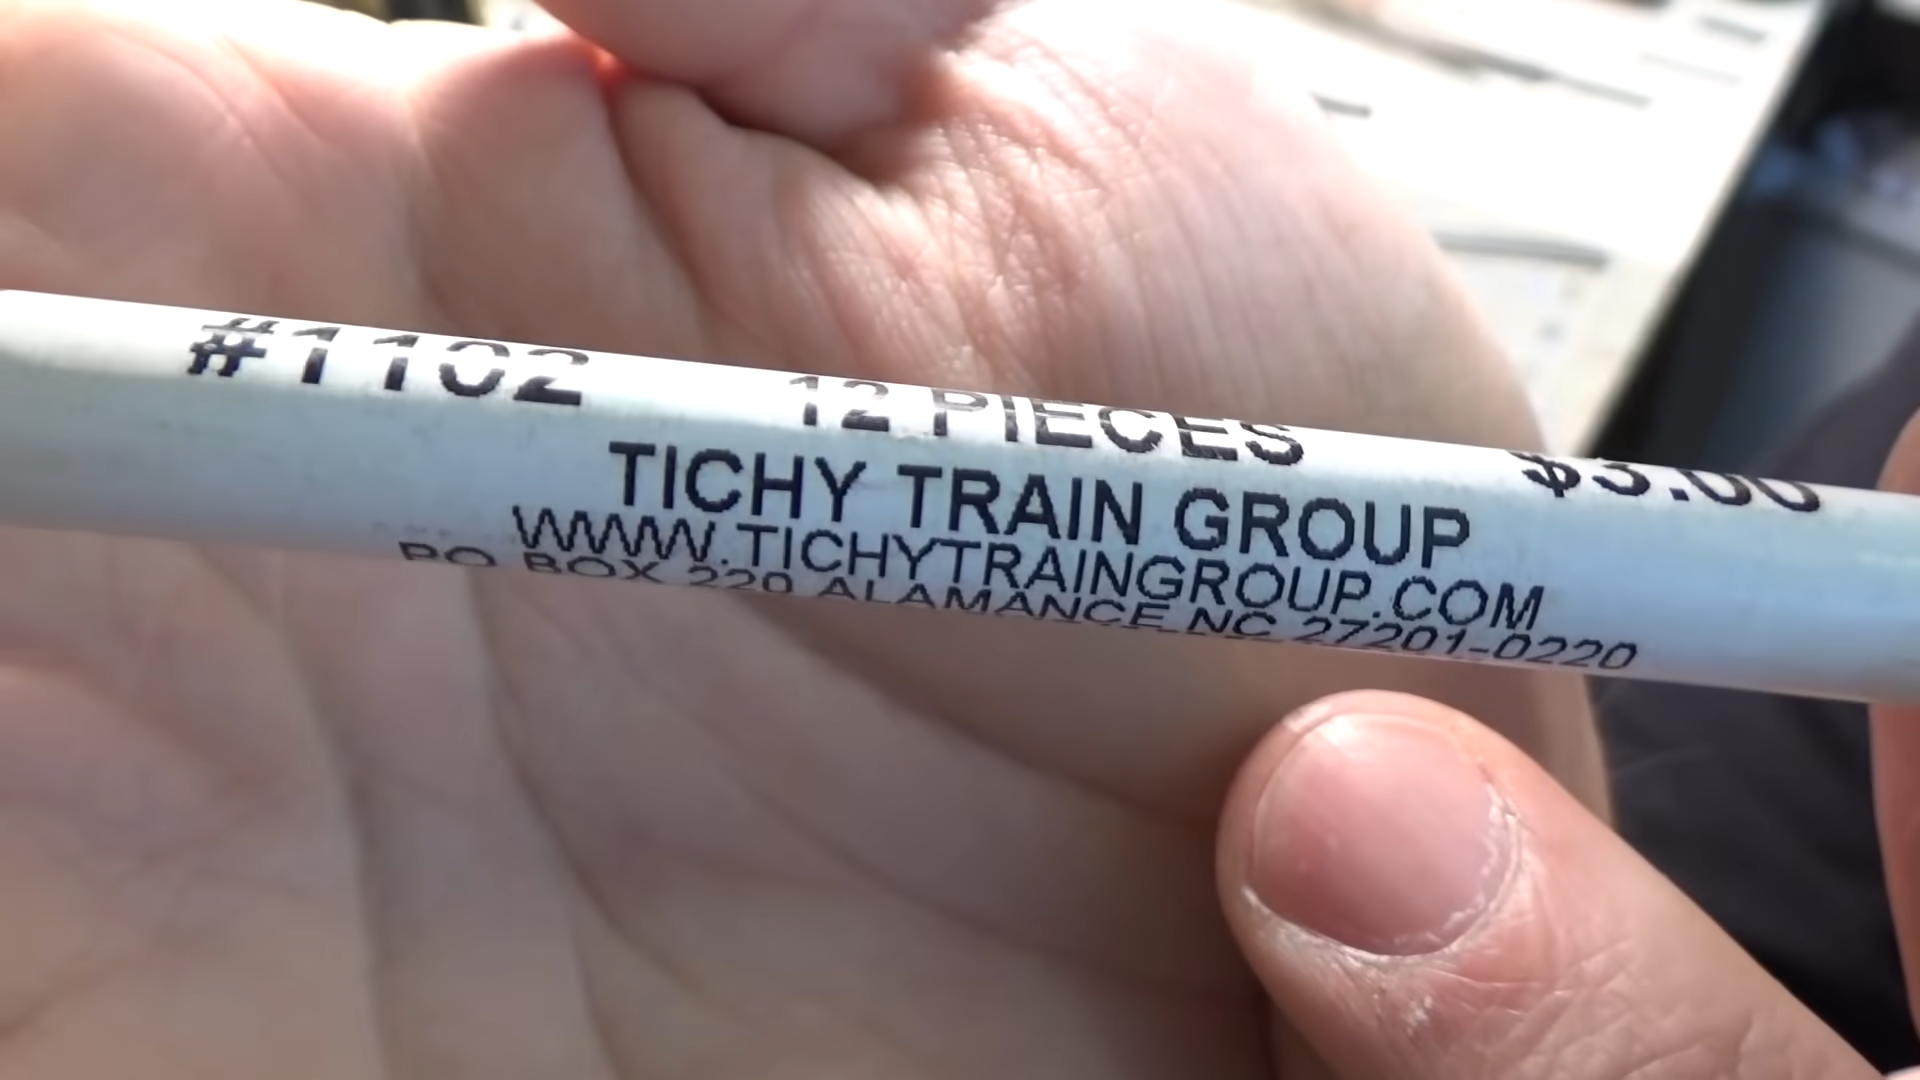 #1102 12 PIECES $3.00
TICHY TRAIN GROUP
WWW.TICHYTRAINGROUP.COM
PO BOX 220 ALAMANCE NC 27201-0220